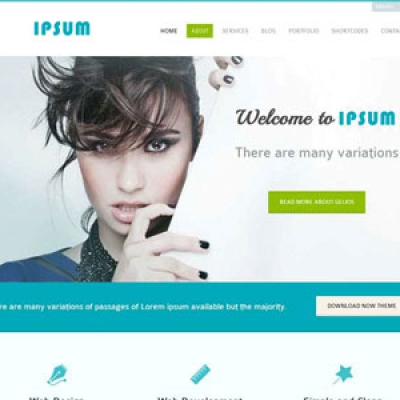 IPSUM
HOME ABOUT SERVICES BLOG PORTFOLIO SHORTCODES CONTA
Welcome to IPSUM
There are many variations
READ MORE ABOUT GELIOS
re are many variations of passages of Lorem ipsum available but the majority.
DOWNLOAD NOW THEME
Web Design
Web Development
Simple and Clean